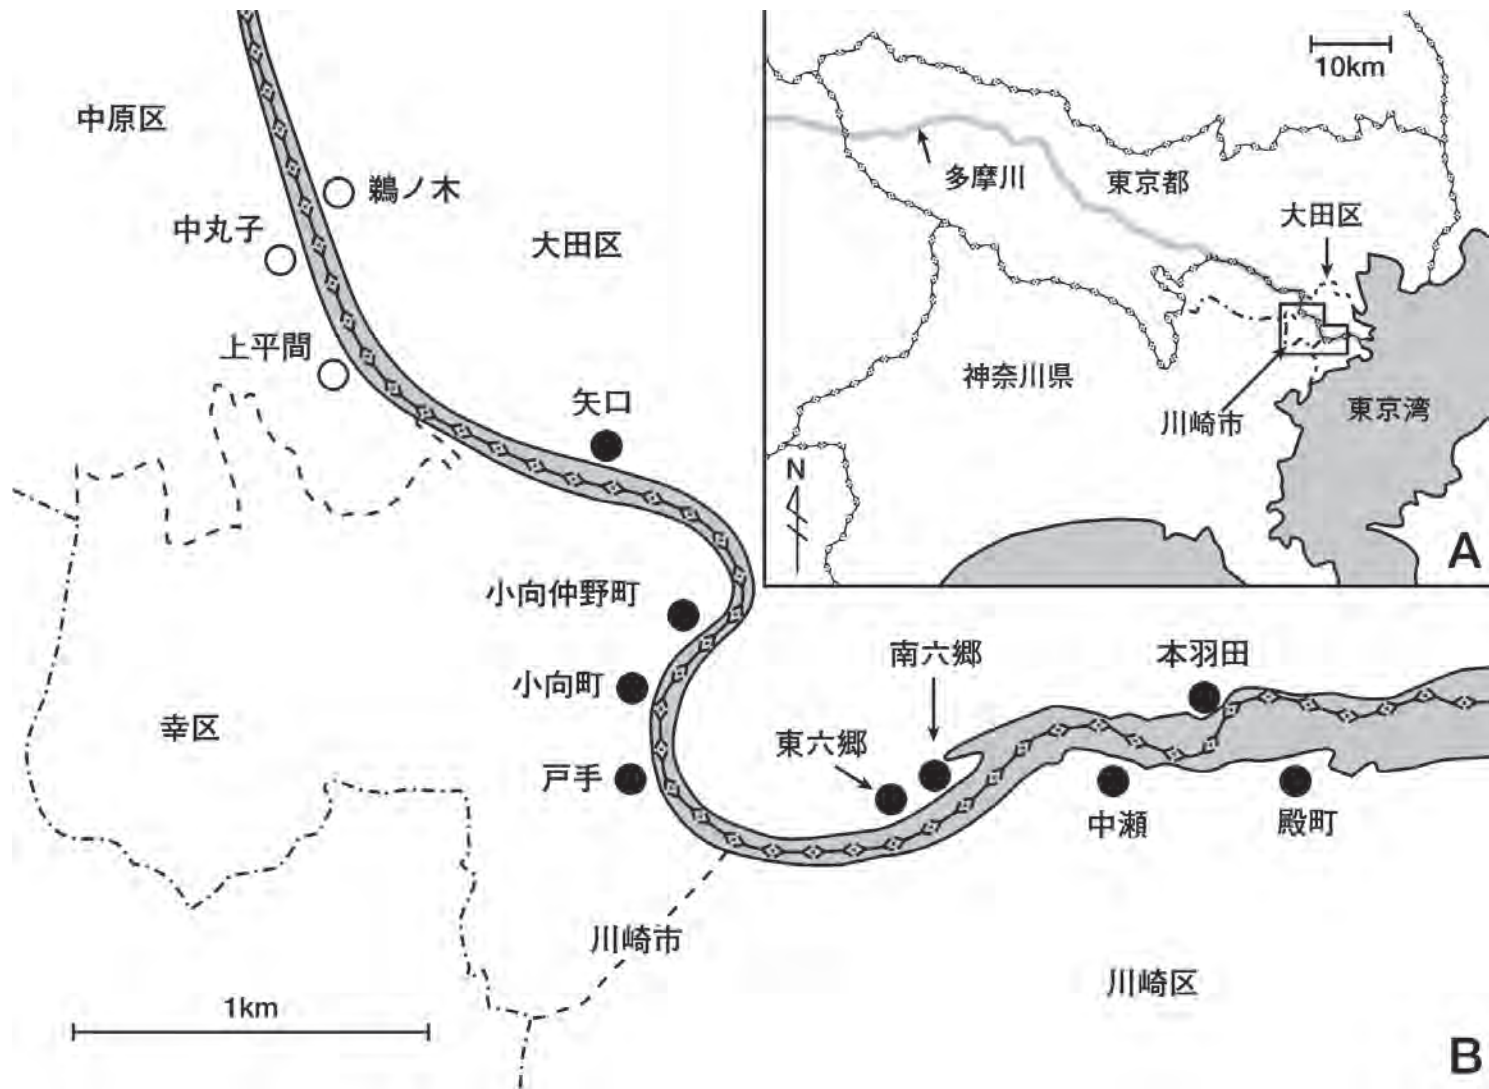 中原区
鵜ノ木
中丸子
大田区
上平間
矢口
小向仲野町
小向町
幸区
戸手
東六郷
南六郷
本羽田
中瀬
殿町
川崎市
川崎区
1km
B
10km
多摩川
東京都
大田区
神奈川県
川崎市
東京湾
N
A